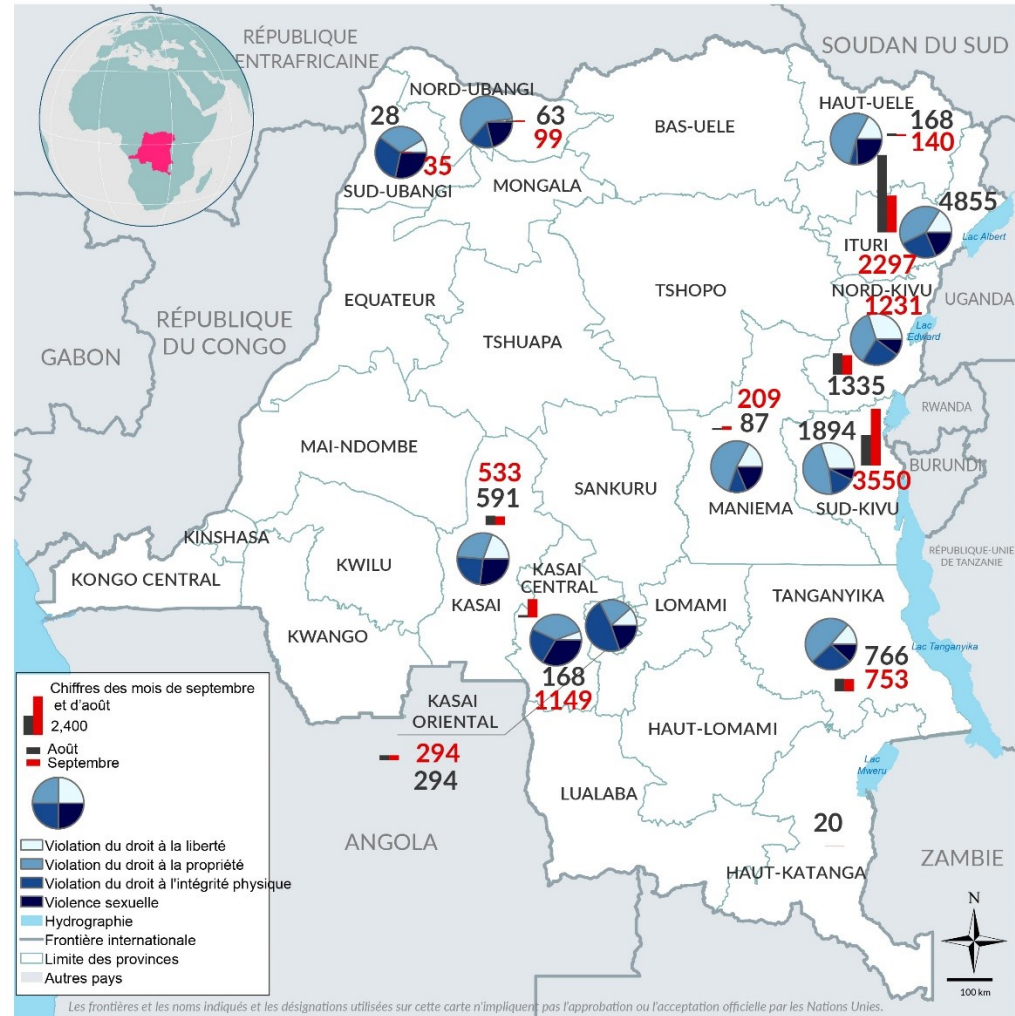 RÉPUBLIQUE
ENTRAFRICAINE
SOUDAN DU SUD
NORD-UBANGI
HAUT-UELE
28
63
99
BAS-UELE
168
140
35
SUD-UBANGI
MONGALA
4855
Lac Albert
ITURI
2297
NORD-KIVU
1231
EQUATEUR
TSHOPO
UGANDA
RÉPUBLIQUE
DU CONGO
Lac
Edward
TSHUAPA
GABON
1335
209
87
RWANDA
1894
MAI-NDOMBE
533
591
SANKURU
3550
BURUNDI
MANIEMA
SUD-KIVU
KINSHASA
KONGO CENTRAL
KWILU
RÉPUBLIQUE-UNIE
DE TANZANIE
KASAI
CENTRAL
KASAI
LOMAMI
TANGANYIKA
KWANGO
766
753
Lac Tanganyika
168
1149
KASAI
ORIENTAL
294
294
HAUT-LOMAMI
Lac
Mweru
LUALABA
20
ANGOLA
HAUT-KATANGA
ZAMBIE
Chiffres des mois de septembre
et d'août
2,400
Août
Septembre
Violation du droit à la liberté
Violation du droit à la propriété
Violation du droit à l'intégrité physique
Violence sexuelle
Hydrographie
Frontière internationale
Limite des provinces
Autres pays
N
100 km
Les frontières et les noms indiqués et les désignations utilisées sur cette carte n'impliquent pas l'approbation ou l'acceptation officielle par les Nations Unies.